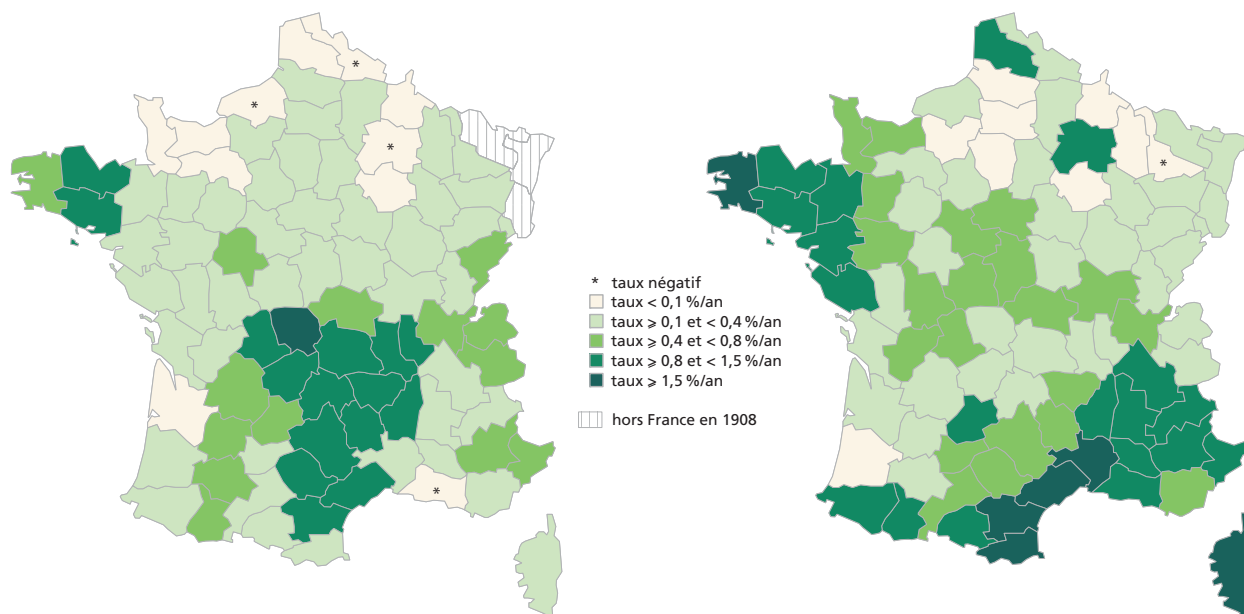 *
*
*
*
*
* taux négatif
taux < 0,1 %/an
taux ⩾ 0,1 et < 0,4 %/an
taux ⩾ 0,4 et < 0,8 %/an
taux ⩾ 0,8 et < 1,5 %/an
taux ⩾ 1,5 %/an
hors France en 1908
*